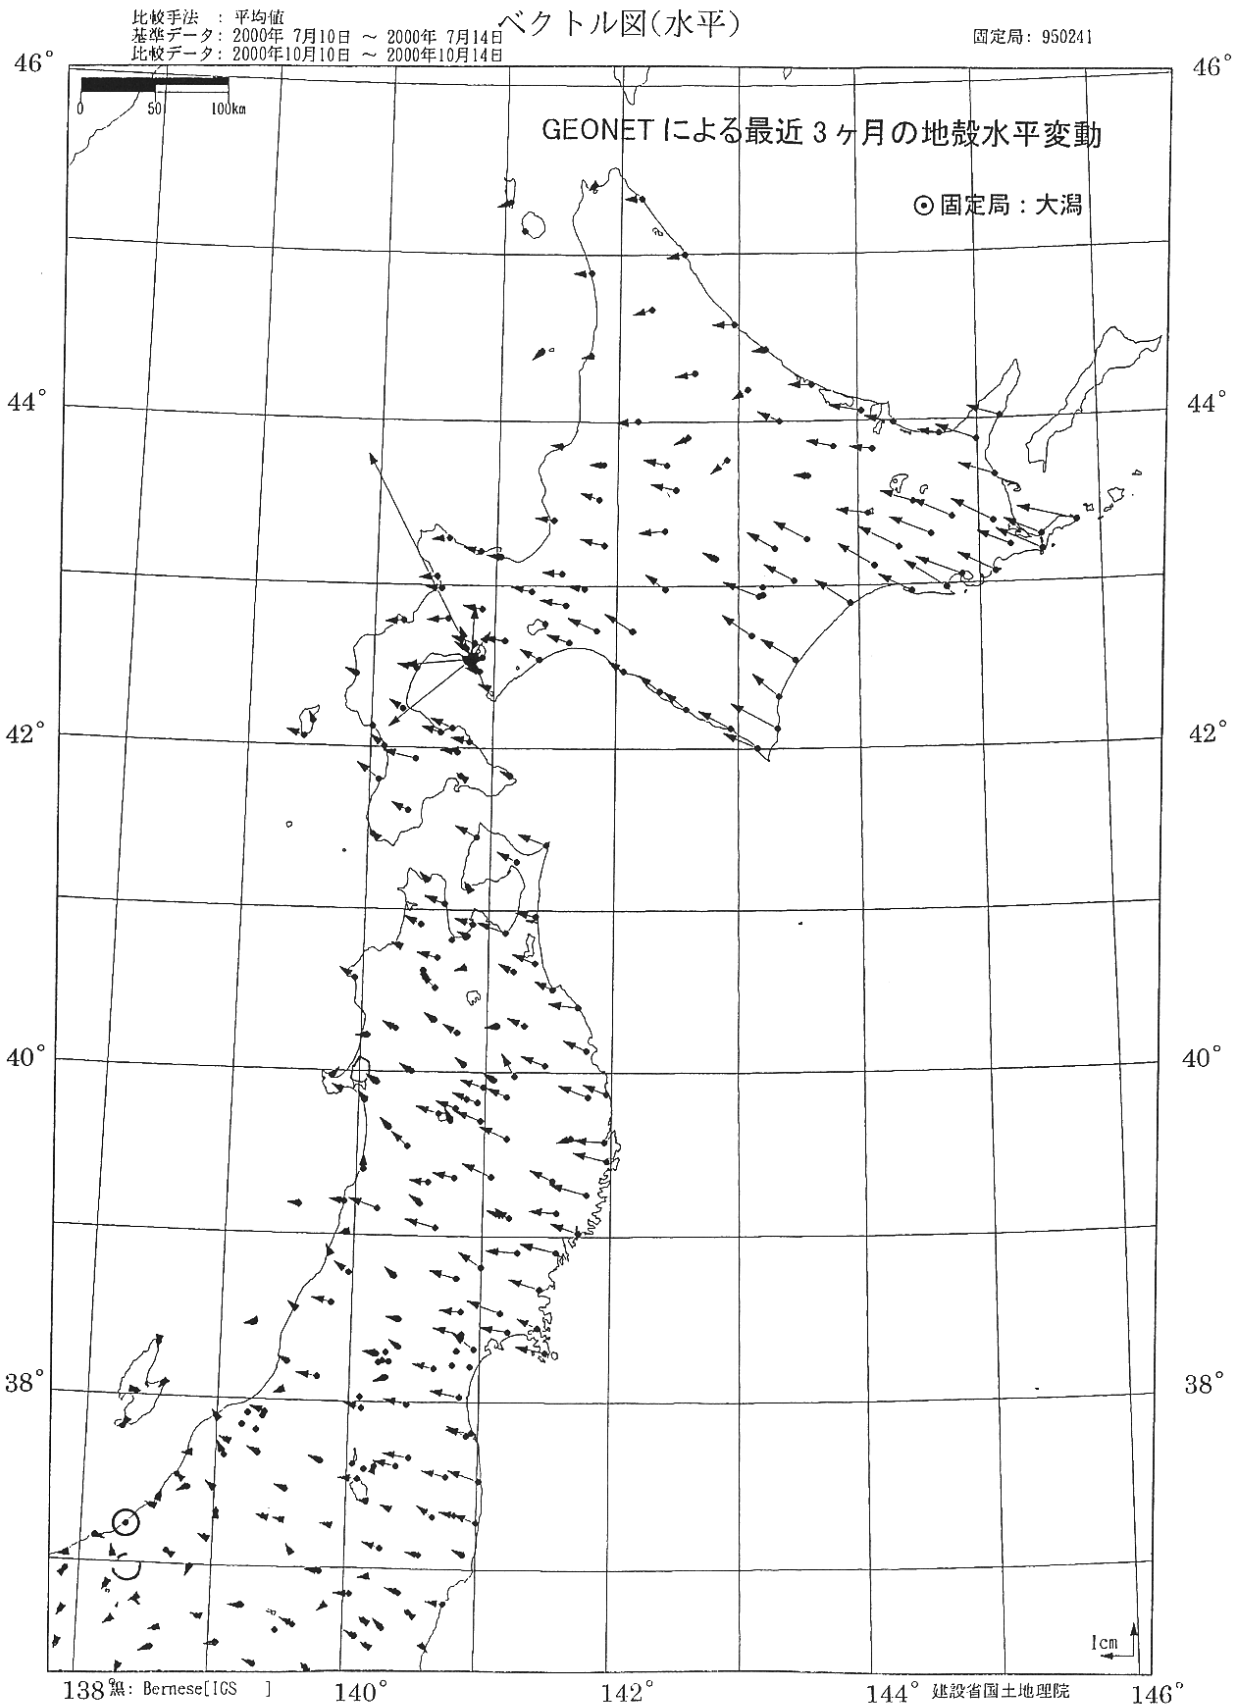 比較手法 : 平均値
基準データ: 2000年 7月10日 ～ 2000年 7月14日
比較データ: 2000年10月10日 ～ 2000年10月14日
ベクトル図(水平)
固定局: 950241
46°
46°
0 50 100km
GEONET による最近 3 ヶ月の地殻水平変動
固定局 : 大潟
44°
44°
42°
42°
40°
40°
38°
38°
1cm
138° 140° 142° 144° 146°
黒: Bernese[IGS ]
建設省国土地理院